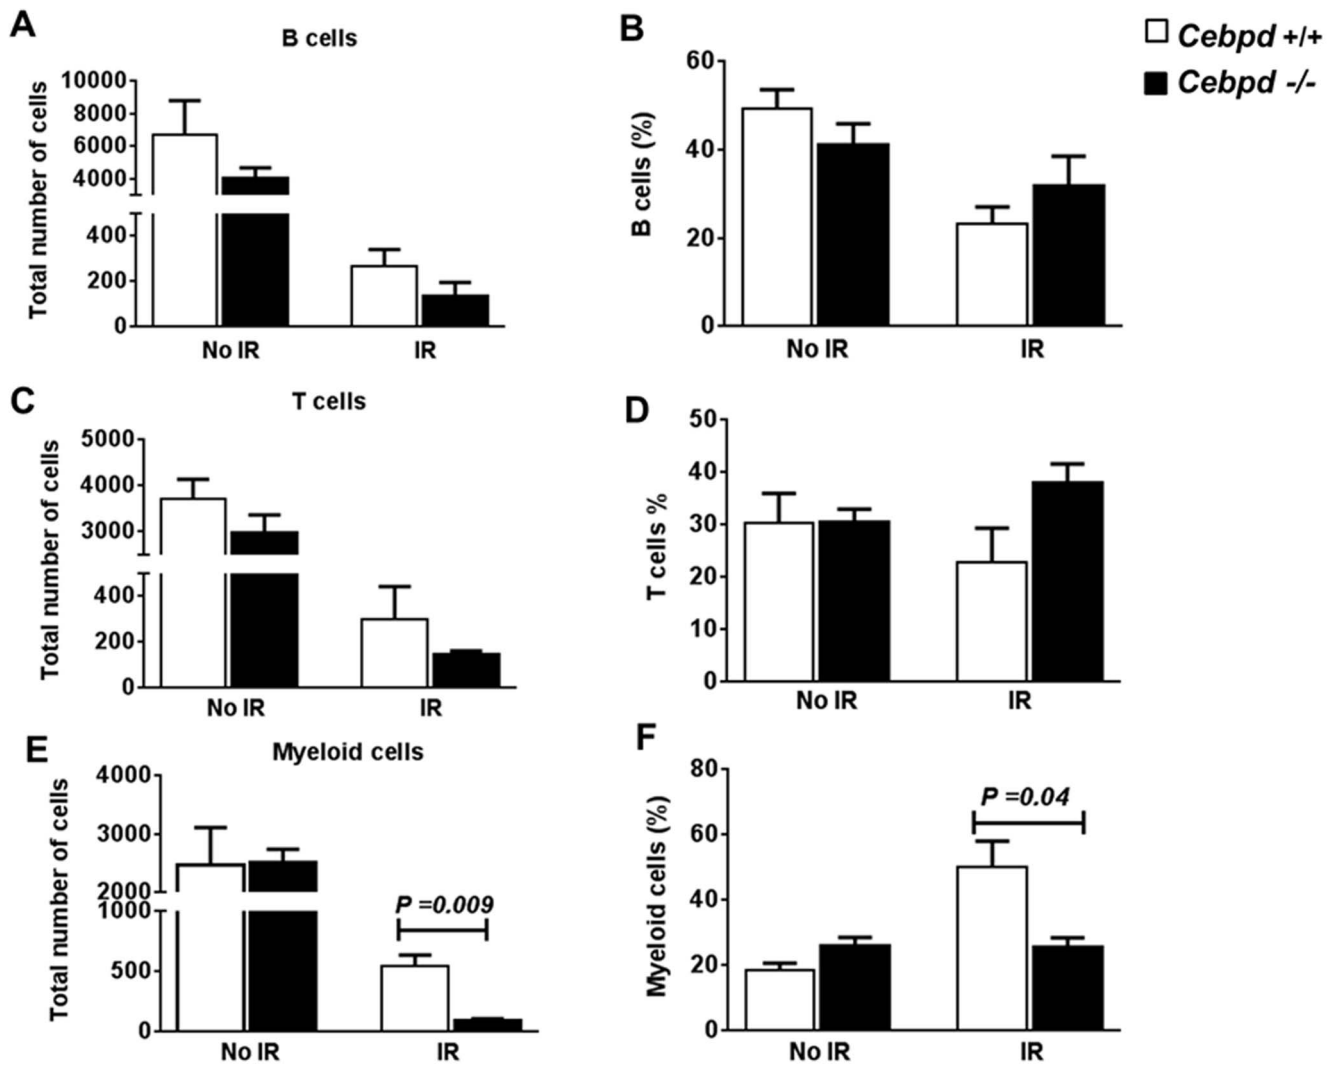 A
B cells
Total number of cells
10000
8000
6000
4000
400
200
0
No IR
IR
B
Cebpd +/+
Cebpd -/-
B cells (%)
60
40
20
0
No IR
IR
C
T cells
Total number of cells
5000
4000
3000
400
200
0
No IR
IR
D
T cells %
50
40
30
20
10
0
No IR
IR
E
Myeloid cells
Total number of cells
4000
3000
2000
1000
500
0
P =0.009
No IR
IR
F
Myeloid cells (%)
80
60
40
20
0
P =0.04
No IR
IR